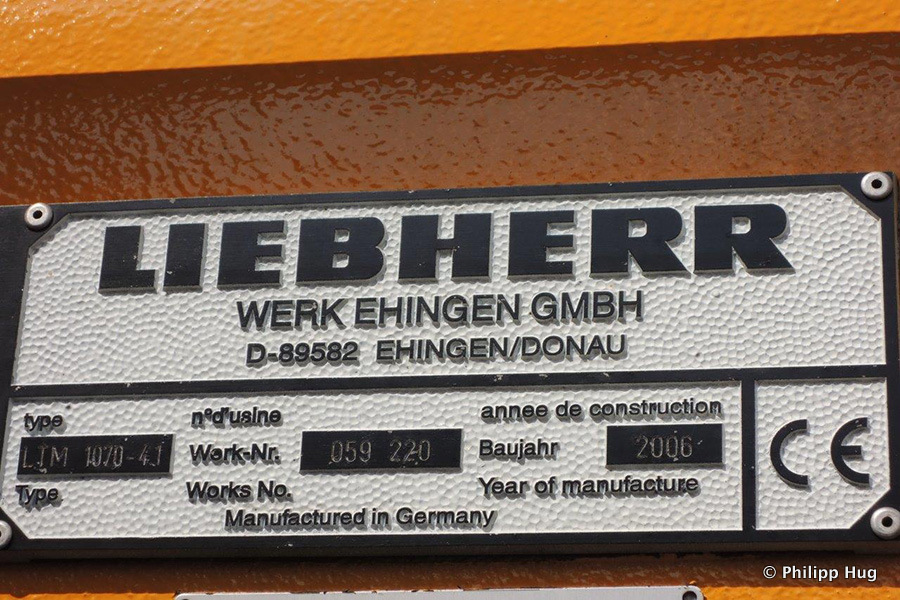 LIEBHERR
WERK EHINGEN GMBH
D-89582 EHINGEN/DONAU
type n°d'usine annee de construction
LTM 1070-4.1 Werk-Nr. 059 220 Baujahr 2006
Type Works No. Year of manufacture
Manufactured in Germany
CE
© Philipp Hug